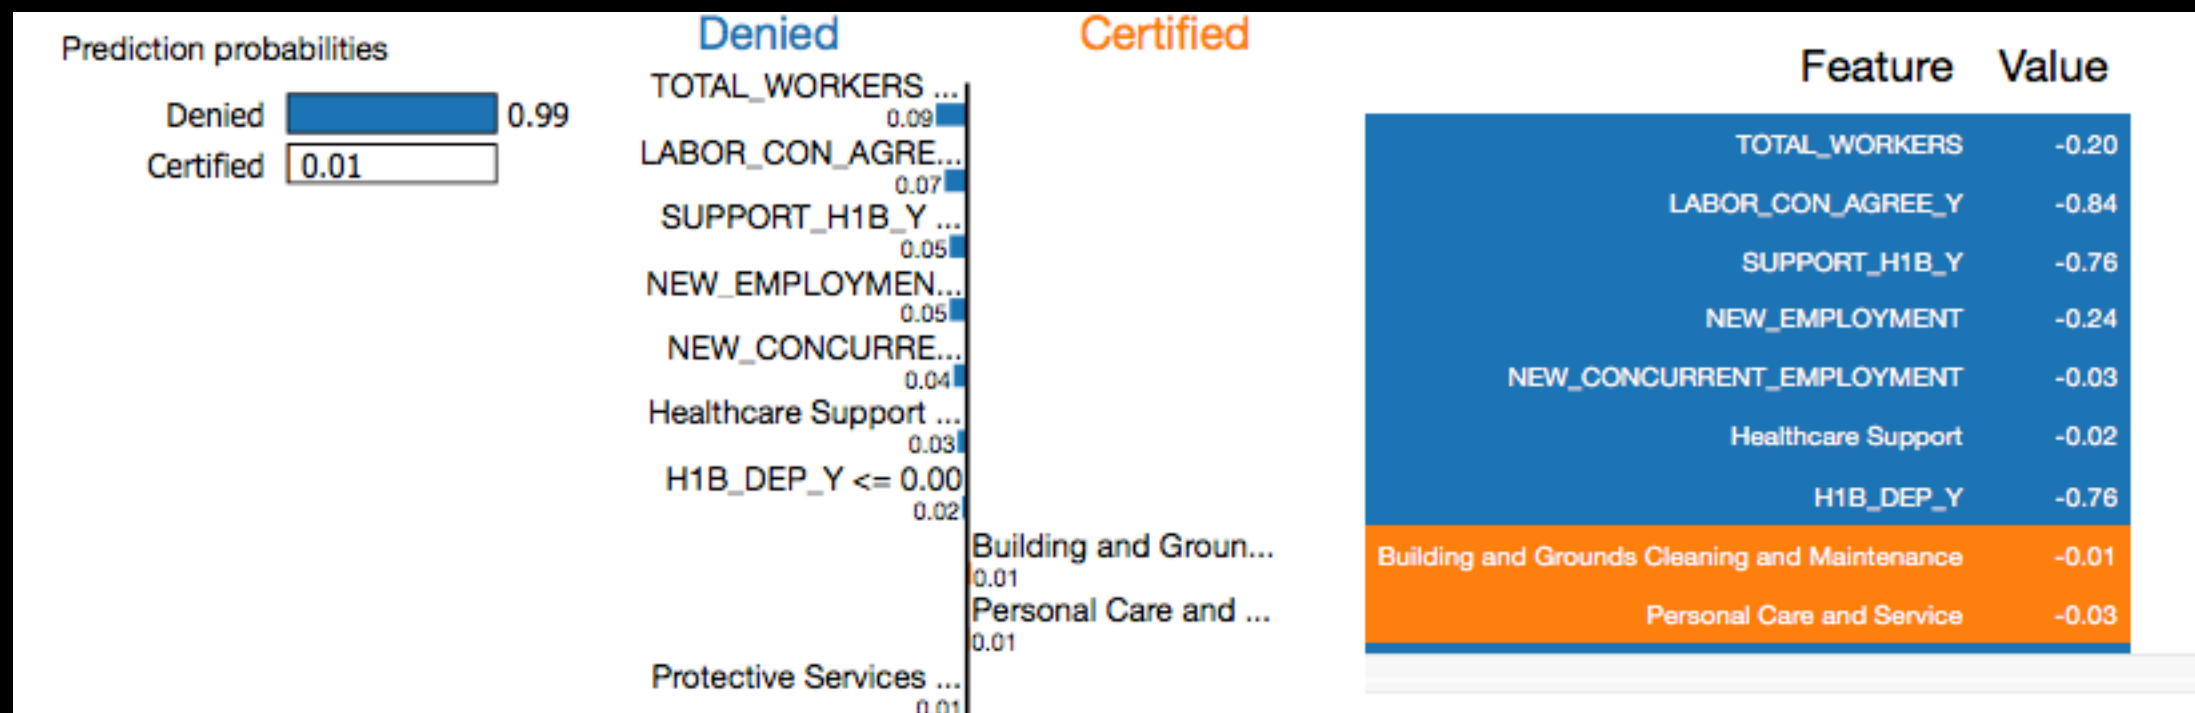 Prediction probabilities
Denied 0.99
Certified 0.01
Denied Certified
TOTAL_WORKERS ...
0.09
LABOR_CON_AGRE...
0.07
SUPPORT_H1B_Y ...
0.05
NEW_EMPLOYMEN...
0.05
NEW_CONCURRE...
0.04
Healthcare Support ...
0.03
H1B_DEP_Y <= 0.00
0.02
Building and Groun...
0.01
Personal Care and ...
0.01
Protective Services ...
0.01
Feature Value
TOTAL_WORKERS -0.20
LABOR_CON_AGREE_Y -0.84
SUPPORT_H1B_Y -0.76
NEW_EMPLOYMENT -0.24
NEW_CONCURRENT_EMPLOYMENT -0.03
Healthcare Support -0.02
H1B_DEP_Y -0.76
Building and Grounds Cleaning and Maintenance -0.01
Personal Care and Service -0.03